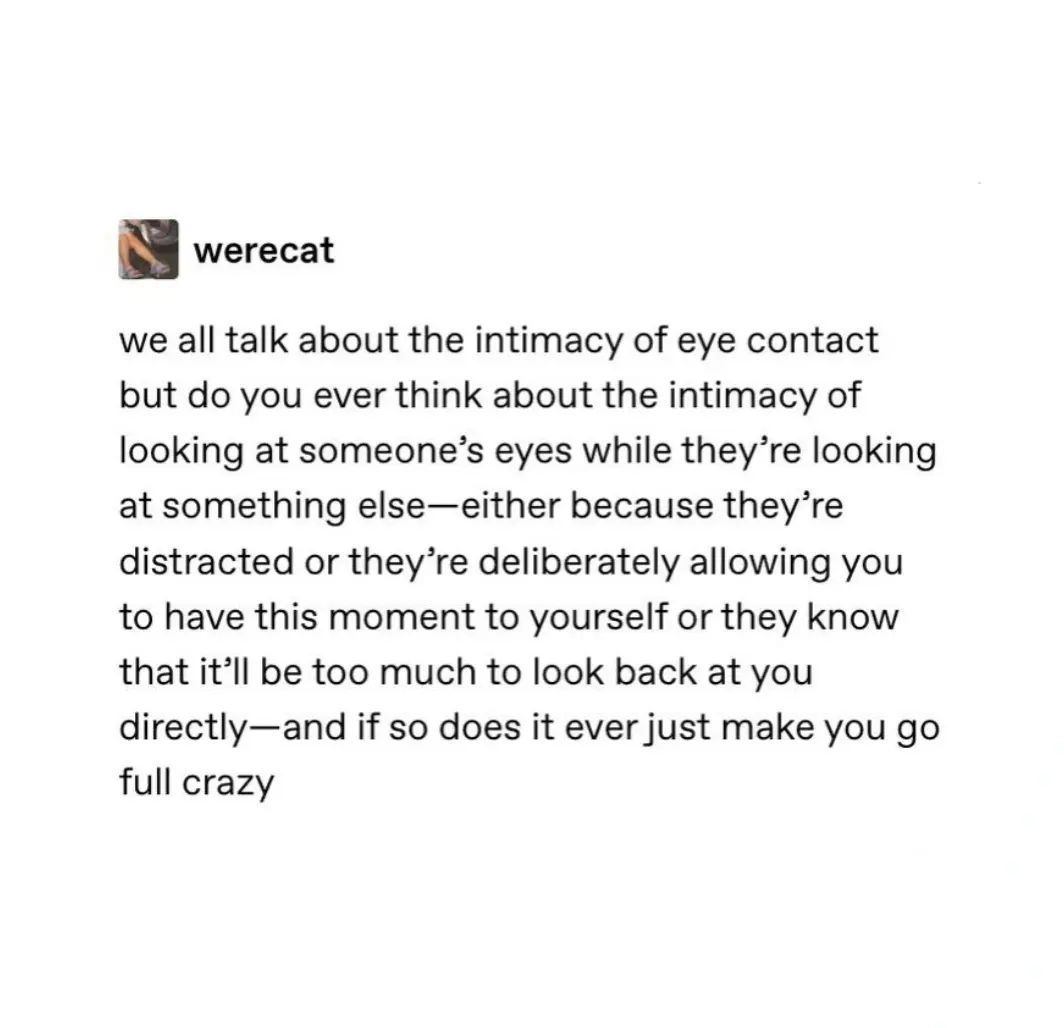 werecat
we all talk about the intimacy of eye contact
but do you ever think about the intimacy of
looking at someone’s eyes while they’re looking
at something else—either because they’re
distracted or they’re deliberately allowing you
to have this moment to yourself or they know
that it’ll be too much to look back at you
directly—and if so does it ever just make you go
full crazy